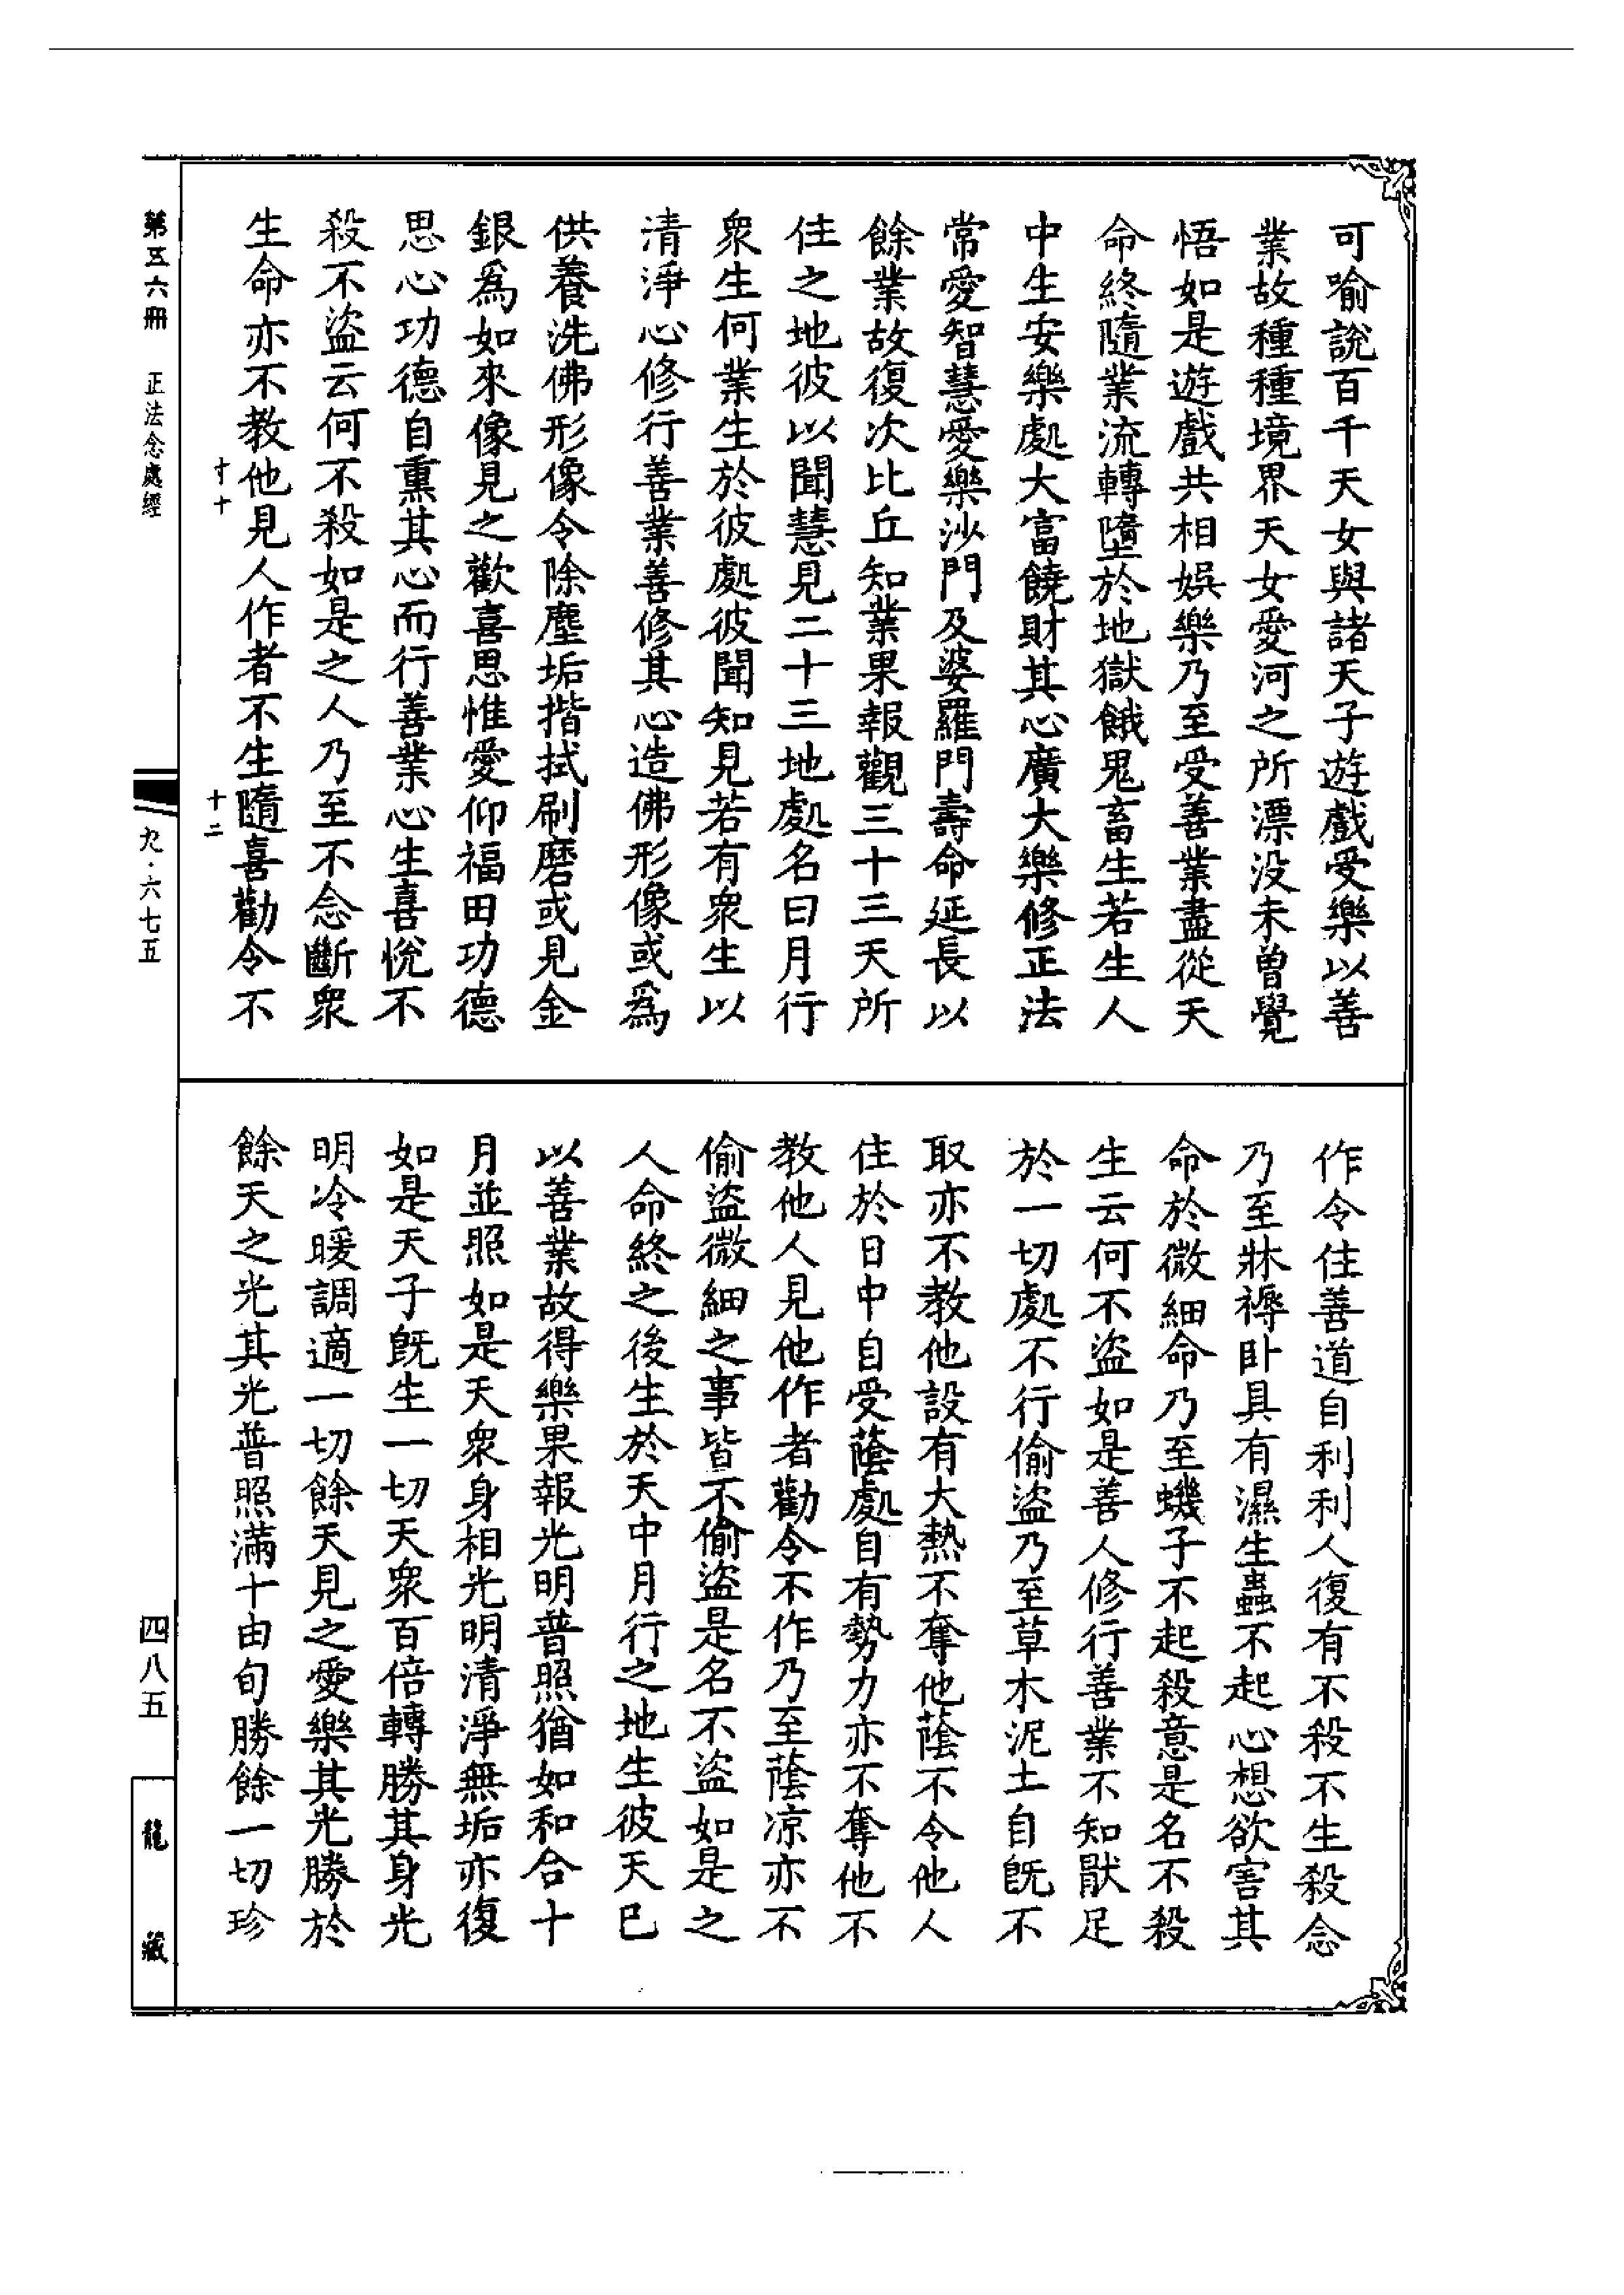 可喻說百千天女與諸天子遊戲受樂以善
業故種種境界天女愛河之所漂没未曾覺
悟如是遊戲共相娛樂乃至受善業盡從天
命終隨業流轉墮於地獄餓鬼畜生若生人
中生安樂處大富饒財其心廣大樂修正法
常愛智慧愛樂沙門及婆羅門壽命延長以
餘業故復次比丘知業果報觀三十三天所
住之地彼以聞慧見二十三地處名曰月行
衆生何業生於彼處彼聞知見若有衆生以
清淨心修行善業善修其心造佛形像或爲
供養洗佛形像令除塵垢揩拭刷磨或見金
銀爲如來像見之歡喜思惟愛仰福田功德
思心功德自熏其心而行善業心生喜悅不
殺不盜云何不殺如是之人乃至不念斷衆
生命亦不教他見人作者不生隨喜勸令不
作令住善道自利利人復有不殺不生殺念
乃至牀褥卧具有濕生蟲不起心想欲害其
命於微細命乃至蟣子不起殺意是名不殺
生云何不盜如是善人修行善業不知猒足
於一切處不行偷盜乃至草木泥土自旣不
取亦不教他設有大熱不奪他蔭不令他人
住於日中自受蔭處自有勢力亦不奪他不
教他人見他作者勸令不作乃至蔭凉亦不
偷盜微細之事皆不偷盜是名不盜如是之
人命終之後生於天中月行之地生彼天已
以善業故得樂果報光明普照猶如和合十
月並照如是天衆身相光明清淨無垢亦復
如是天子旣生一切天衆百倍轉勝其身光
明冷暖調適一切餘天見之愛樂其光勝於
餘天之光其光普照滿十由旬勝餘一切珍
第五六冊 正法念處經
寸十
十二
九·六七五
四八五
龍藏